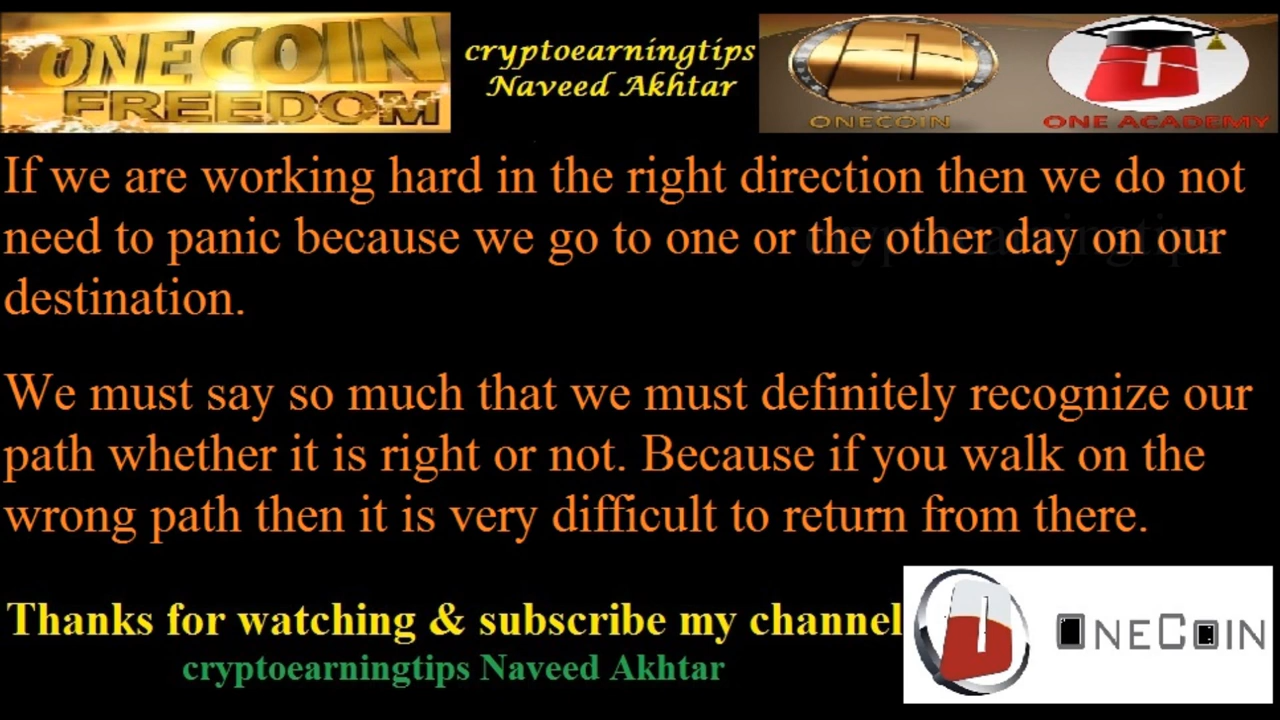 ONE COIN
FREEDOM
cryptoearningtips
Naveed Akhtar
ONECOIN
ONE ACADEMY
If we are working hard in the right direction then we do not
need to panic because we go to one or the other day on our
destination.
We must say so much that we must definitely recognize our
path whether it is right or not. Because if you walk on the
wrong path then it is very difficult to return from there.
Thanks for watching & subscribe my channel
cryptoearningtips Naveed Akhtar
ONECOIN